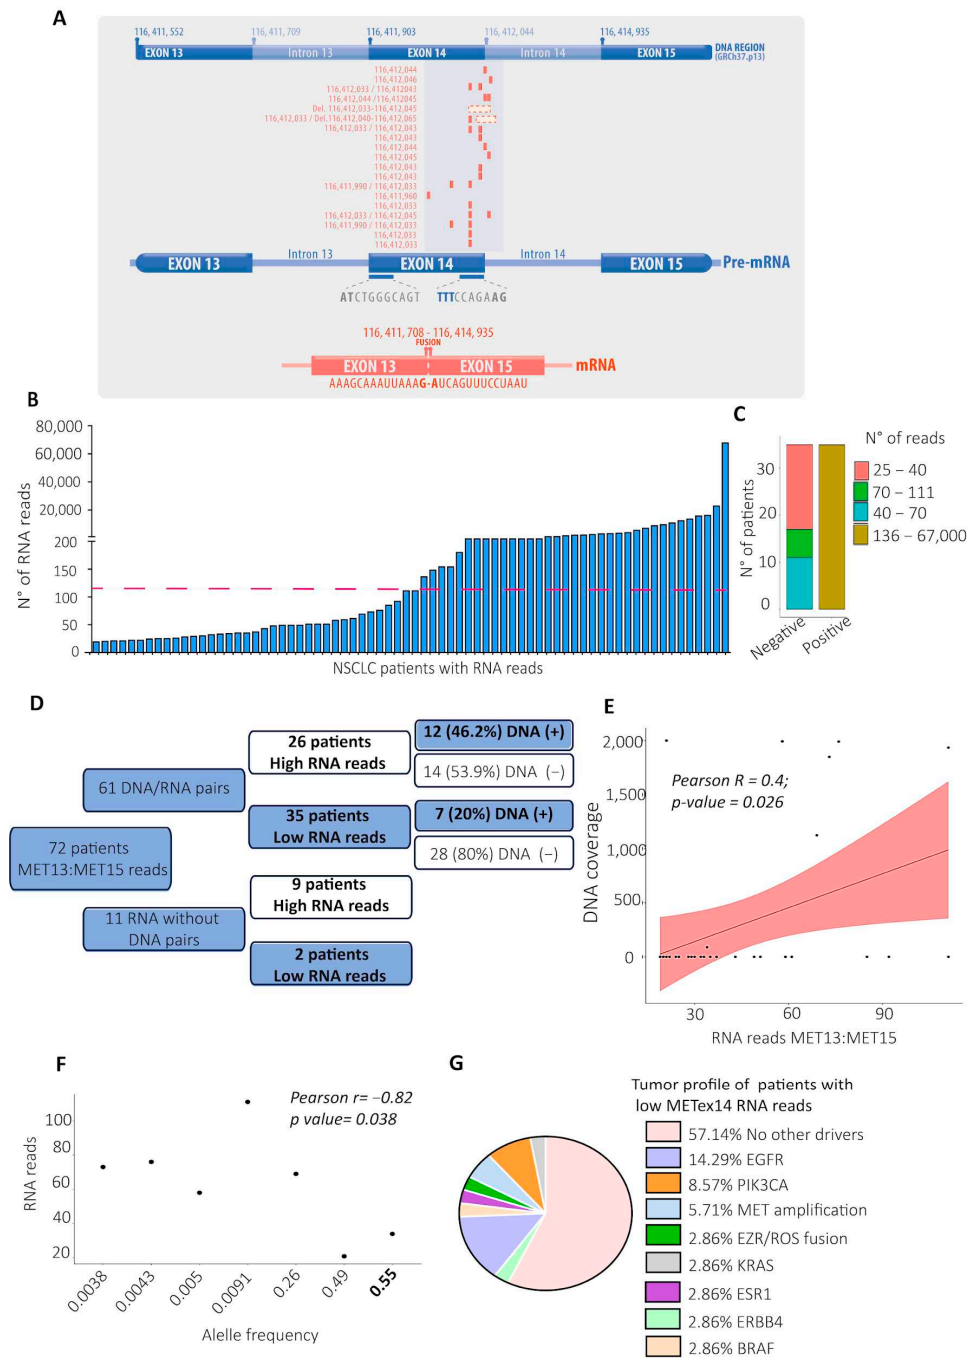 A
116, 411, 552
116, 411, 709
116, 411, 903
116, 412, 044
116, 414, 935
EXON 13
Intron 13
EXON 14
Intron 14
EXON 15
DNA REGION
(GRCh37.p13)
116,412,044
116,412,046
116,412,033 / 116,412043
116,412,044 /116,412045
Del. 116,412,033-116,412,045
116,412,033 / Del.116,412,040-116,412,065
116,412,033 / 116,412,043
116,412,043
116,412,044
116,412,045
116,412,043
116,412,043
116,411,990 / 116,412,033
116,411,960
116,412,033
116,412,033 / 116,412,045
116,411,990 / 116,412,033
116,412,033
116,412,033
EXON 13
Intron 13
EXON 14
Intron 14
EXON 15
Pre-mRNA
ATCTGGGCAGT
TTTCCAGAAG
116, 411, 708 - 116, 414, 935
FUSION
EXON 13
EXON 15
mRNA
AAAGCAAAUUAAAG-AUCAGUUUCCUAAU
B
N° of RNA reads
80,000
60,000
40,000
20,000
200
150
100
50
0
NSCLC patients with RNA reads
C
N° of patients
30
20
10
0
Negative
Positive
N° of reads
25 – 40
70 – 111
40 – 70
136 – 67,000
D
72 patients
MET13:MET15 reads
61 DNA/RNA pairs
11 RNA without
DNA pairs
26 patients
High RNA reads
35 patients
Low RNA reads
9 patients
High RNA reads
2 patients
Low RNA reads
12 (46.2%) DNA (+)
14 (53.9%) DNA (−)
7 (20%) DNA (+)
28 (80%) DNA (−)
E
DNA coverage
2,000
1,500
1,000
500
0
Pearson R = 0.4;
p-value = 0.026
30
60
90
RNA reads MET13:MET15
F
RNA reads
100
80
60
40
20
Pearson r= −0.82
p value= 0.038
0.0038
0.0043
0.005
0.0091
0.26
0.49
0.55
Alelle frequency
G
Tumor profile of patients with
low METex14 RNA reads
57.14% No other drivers
14.29% EGFR
8.57% PIK3CA
5.71% MET amplification
2.86% EZR/ROS fusion
2.86% KRAS
2.86% ESR1
2.86% ERBB4
2.86% BRAF